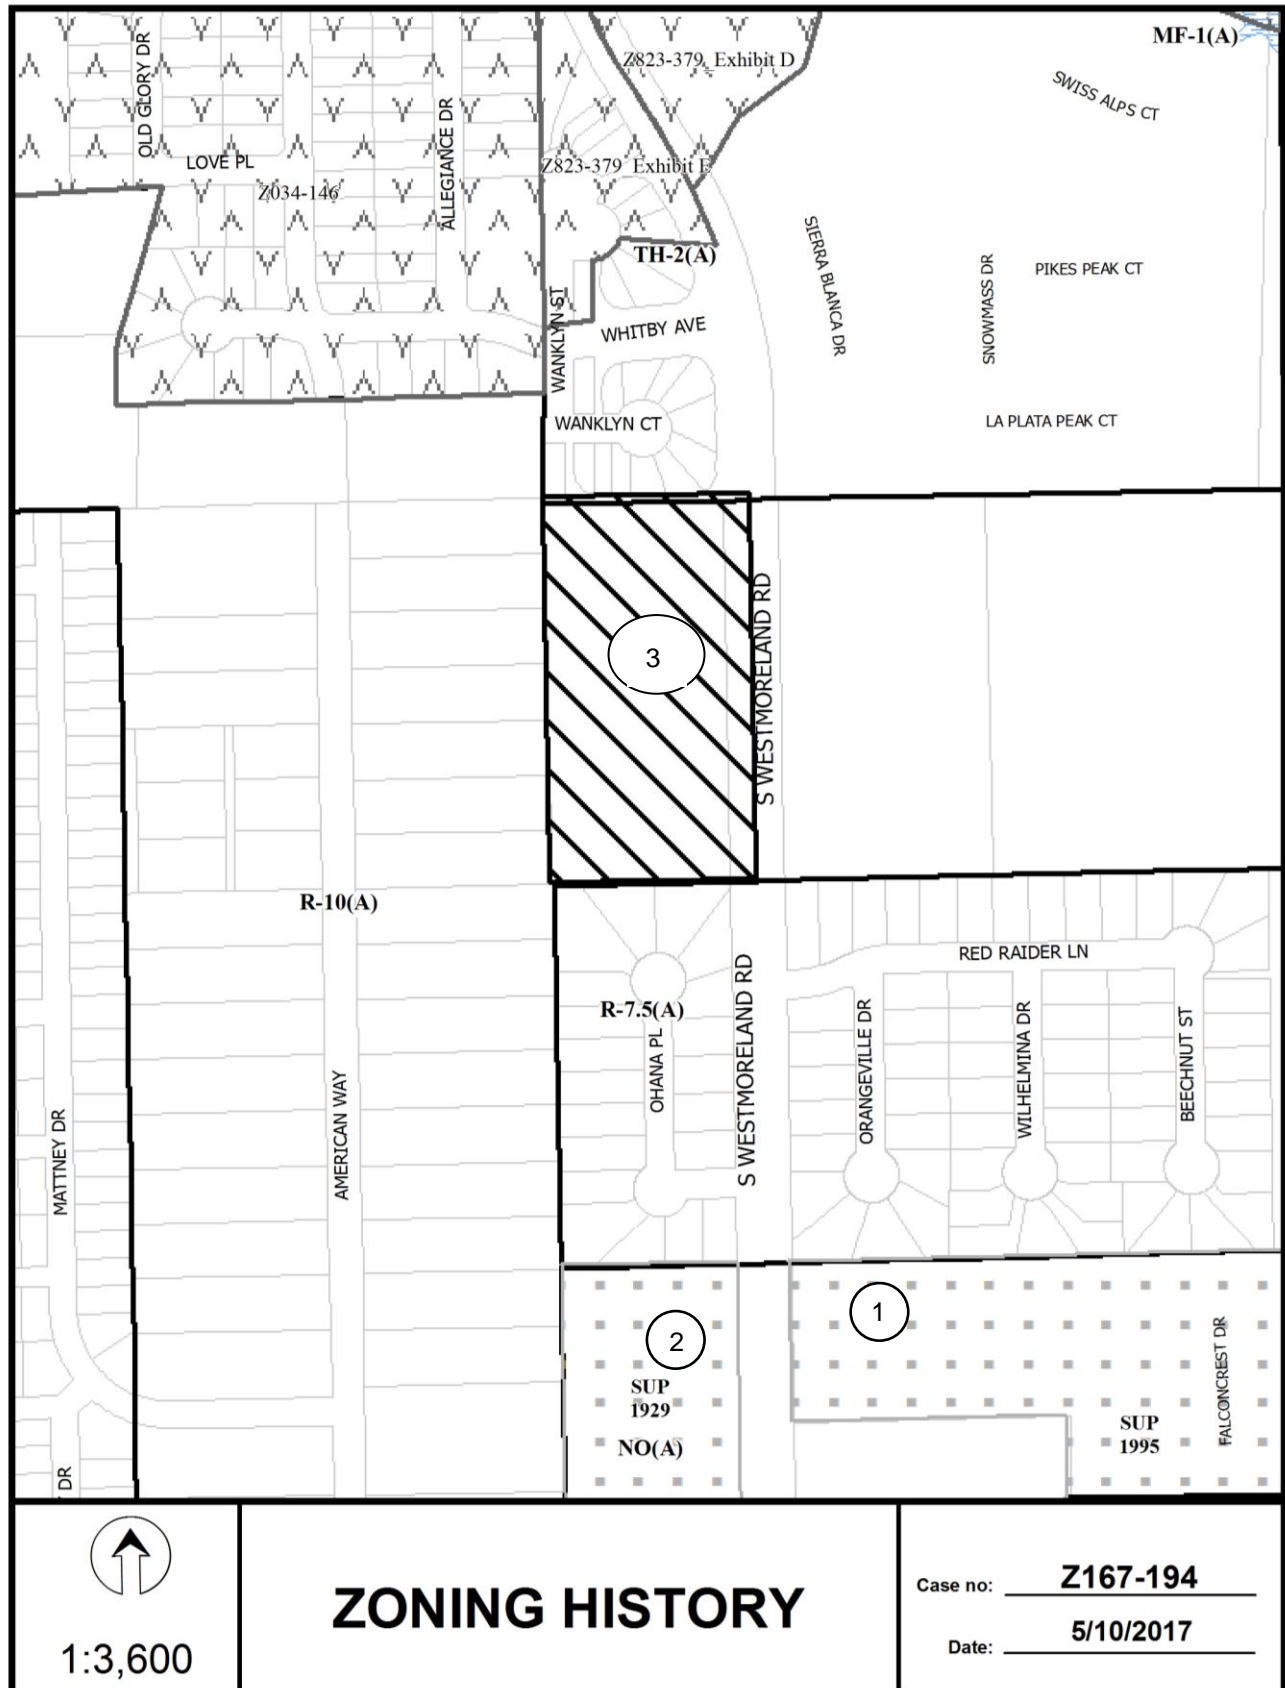 MF-1(A)
Z823-379 Exhibit D
SWISS ALPS CT
OLD GLORY DR
LOVE PL
Z034-146
ALLEGIANCE DR
Z823-379 Exhibit E
TH-2(A)
WANKLYN ST
WHITBY AVE
SIERRA BLANCA DR
SNOWMASS DR
PIKES PEAK CT
WANKLYN CT
LA PLATA PEAK CT
3
S WESTMORELAND RD
R-10(A)
RED RAIDER LN
R-7.5(A)
OHANA PL
S WESTMORELAND RD
ORANGEVILLE DR
WILHELMINA DR
BEECHNUT ST
MATTNEY DR
AMERICAN WAY
1
2
SUP
1929
NO(A)
SUP
1995
FALCONCREST DR
DR
1:3,600
ZONING HISTORY
Case no: Z167-194
Date: 5/10/2017